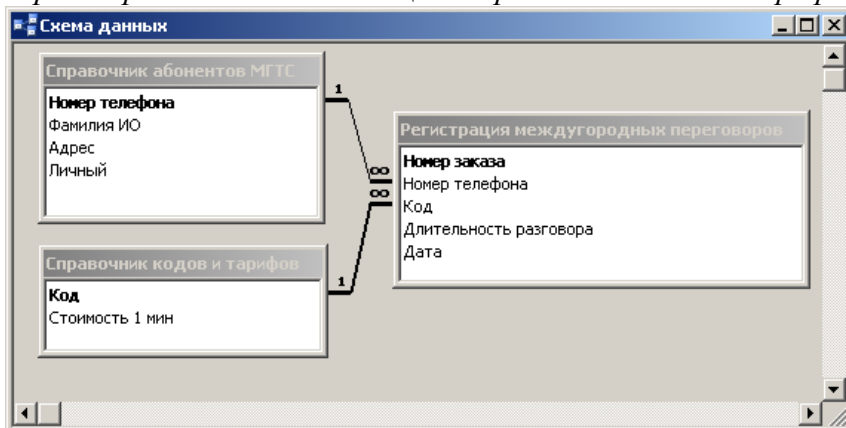 Схема данных
Справочник абонентов МГТС
Номер телефона
Фамилия ИО
Адрес
Личный
1
∞
Регистрация междугородных переговоров
Номер заказа
Номер телефона
Код
Длительность разговора
Дата
∞
Справочник кодов и тарифов
Код
Стоимость 1 мин
1